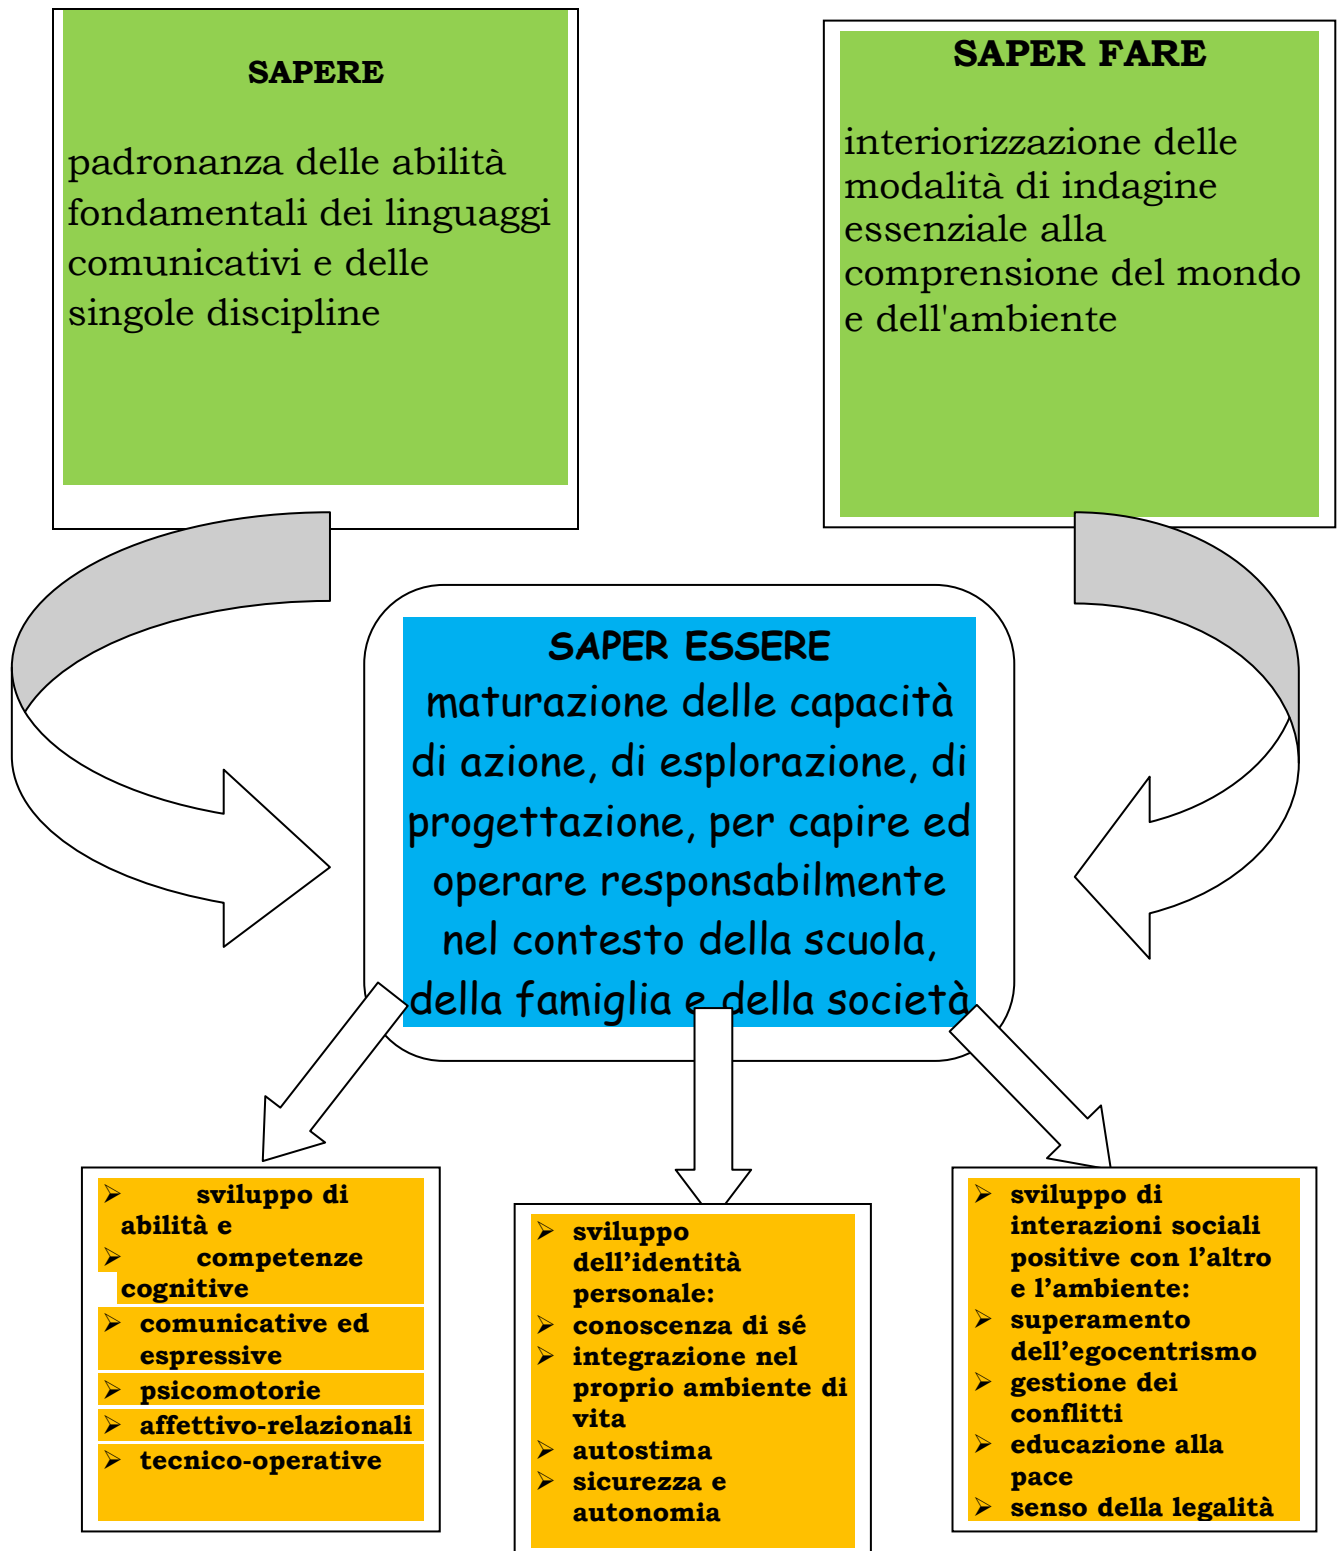 SAPERE
padronanza delle abilità
fondamentali dei linguaggi
comunicativi e delle
singole discipline
SAPER FARE
interiorizzazione delle
modalità di indagine
essenziale alla
comprensione del mondo
e dell'ambiente
SAPER ESSERE
maturazione delle capacità
di azione, di esplorazione, di
progettazione, per capire ed
operare responsabilmente
nel contesto della scuola,
della famiglia e della società
➢ sviluppo di
abilità e
➢ competenze
cognitive
➢ comunicative ed
espressive
➢ psicomotorie
➢ affettivo-relazionali
➢ tecnico-operative
➢ sviluppo
dell’identità
personale:
➢ conoscenza di sé
➢ integrazione nel
proprio ambiente di
vita
➢ autostima
➢ sicurezza e
autonomia
➢ sviluppo di
interazioni sociali
positive con l’altro
e l’ambiente:
➢ superamento
dell’egocentrismo
➢ gestione dei
conflitti
➢ educazione alla
pace
➢ senso della legalità